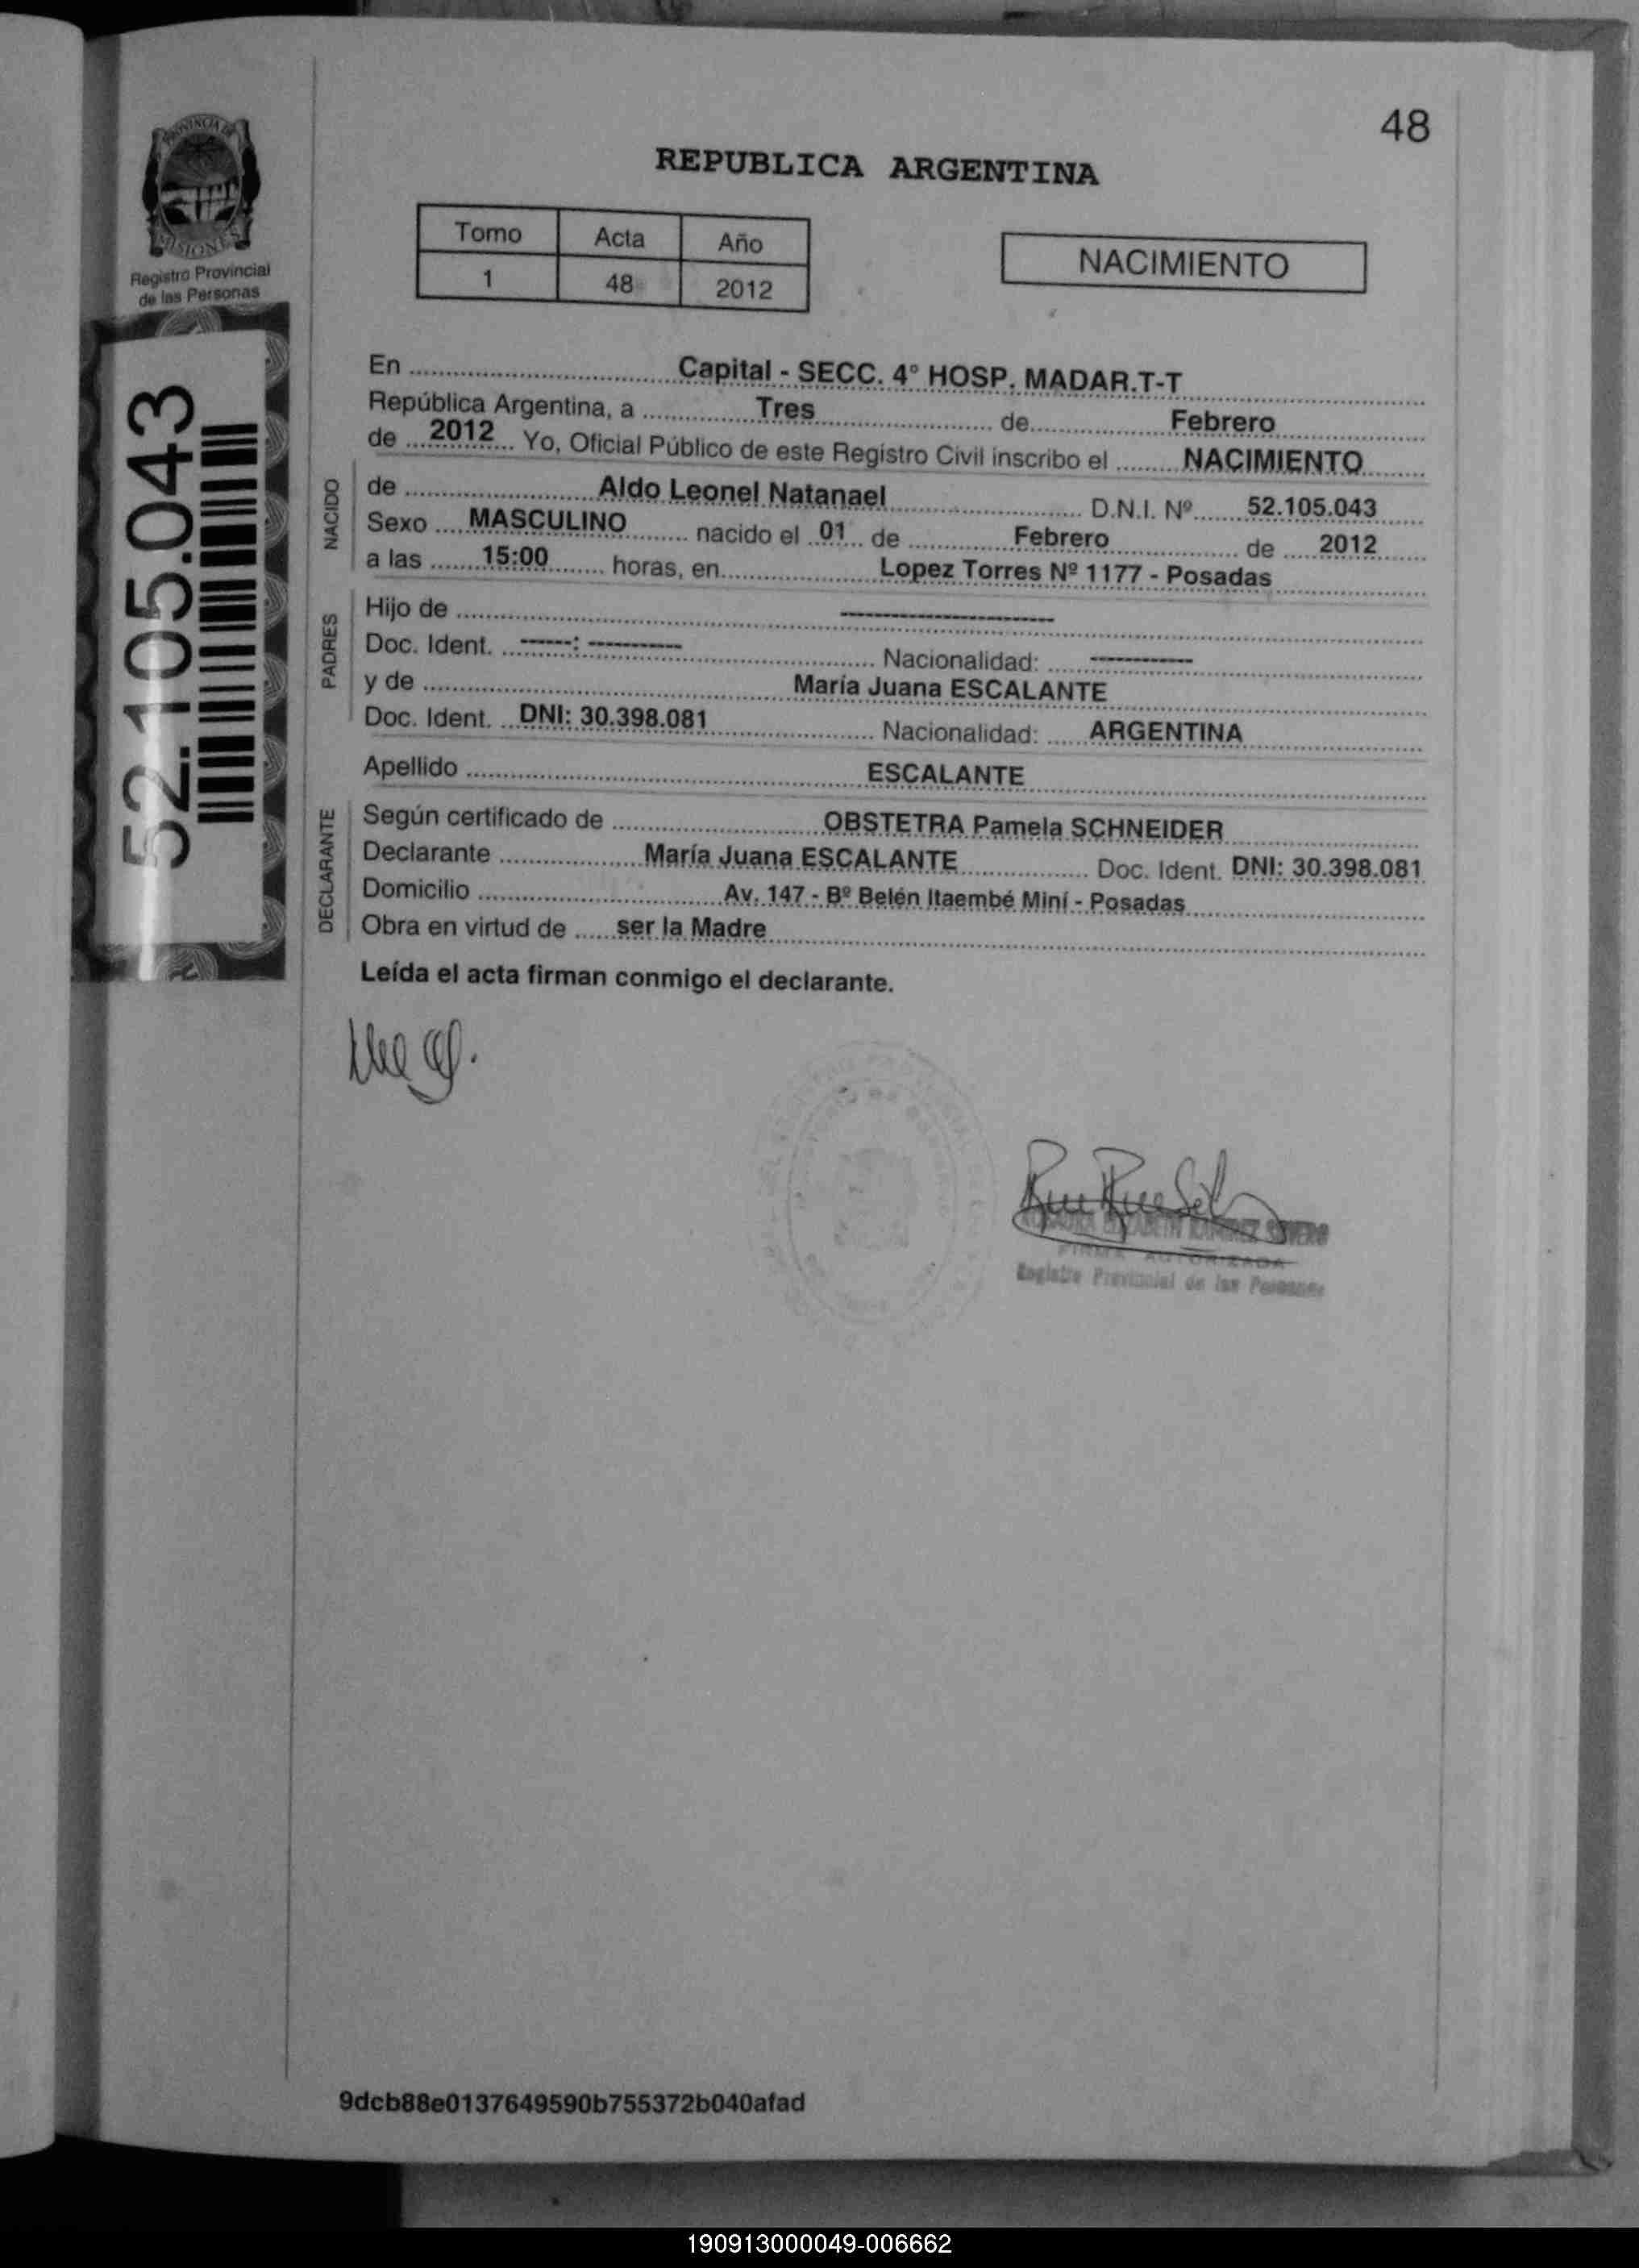 48
PROVINCIA DE
MISIONES
Registro Provincial
de las Personas
52.105.043
REPUBLICA ARGENTINA
Tomo Acta Año
1 48 2012
NACIMIENTO
En Capital - SECC. 4° HOSP. MADAR.T-T
República Argentina, a Tres de Febrero
de 2012 Yo, Oficial Público de este Registro Civil inscribo el NACIMIENTO
NACIDO
de Aldo Leonel Natanael D.N.I. Nº 52.105.043
Sexo MASCULINO nacido el 01 de Febrero de 2012
a las 15:00 horas, en Lopez Torres Nº 1177 - Posadas
PADRES
Hijo de --------------------
Doc. Ident. ------: ---------- Nacionalidad: ------------
y de María Juana ESCALANTE
Doc. Ident. DNI: 30.398.081 Nacionalidad: ARGENTINA
Apellido ESCALANTE
DECLARANTE
Según certificado de OBSTETRA Pamela SCHNEIDER
Declarante María Juana ESCALANTE Doc. Ident. DNI: 30.398.081
Domicilio Av. 147 - Bº Belén Itaembé Miní - Posadas
Obra en virtud de ser la Madre
Leída el acta firman conmigo el declarante.
ELIZABETH RAMIREZ
FIRMA AUTORIZADA
Registro Provincial de las Personas
9dcb88e0137649590b755372b040afad
190913000049-006662